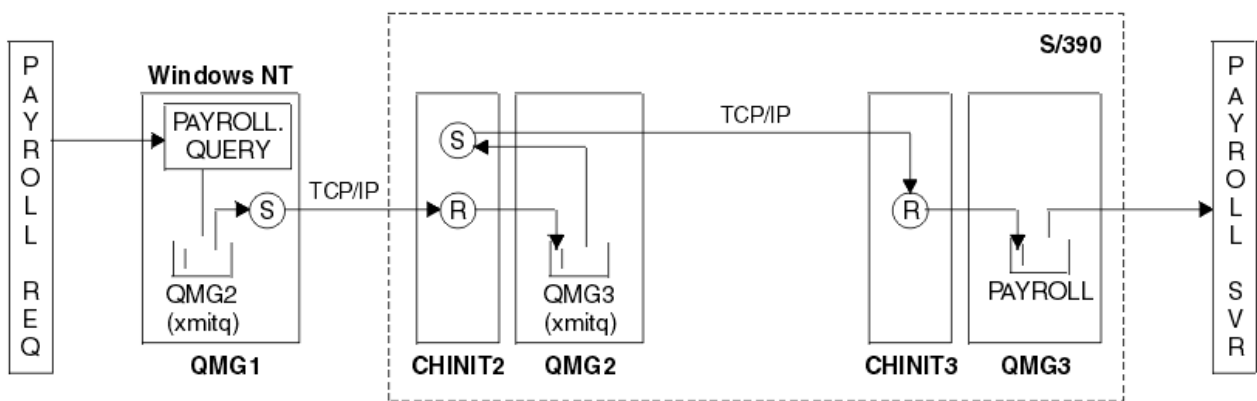 PAYROLL REQ
Windows NT
PAYROLL.
QUERY
S
QMG2
(xmitq)
QMG1
TCP/IP
S/390
S
R
CHINIT2
QMG3
(xmitq)
QMG2
TCP/IP
R
CHINIT3
PAYROLL
QMG3
PAYROLL SVR